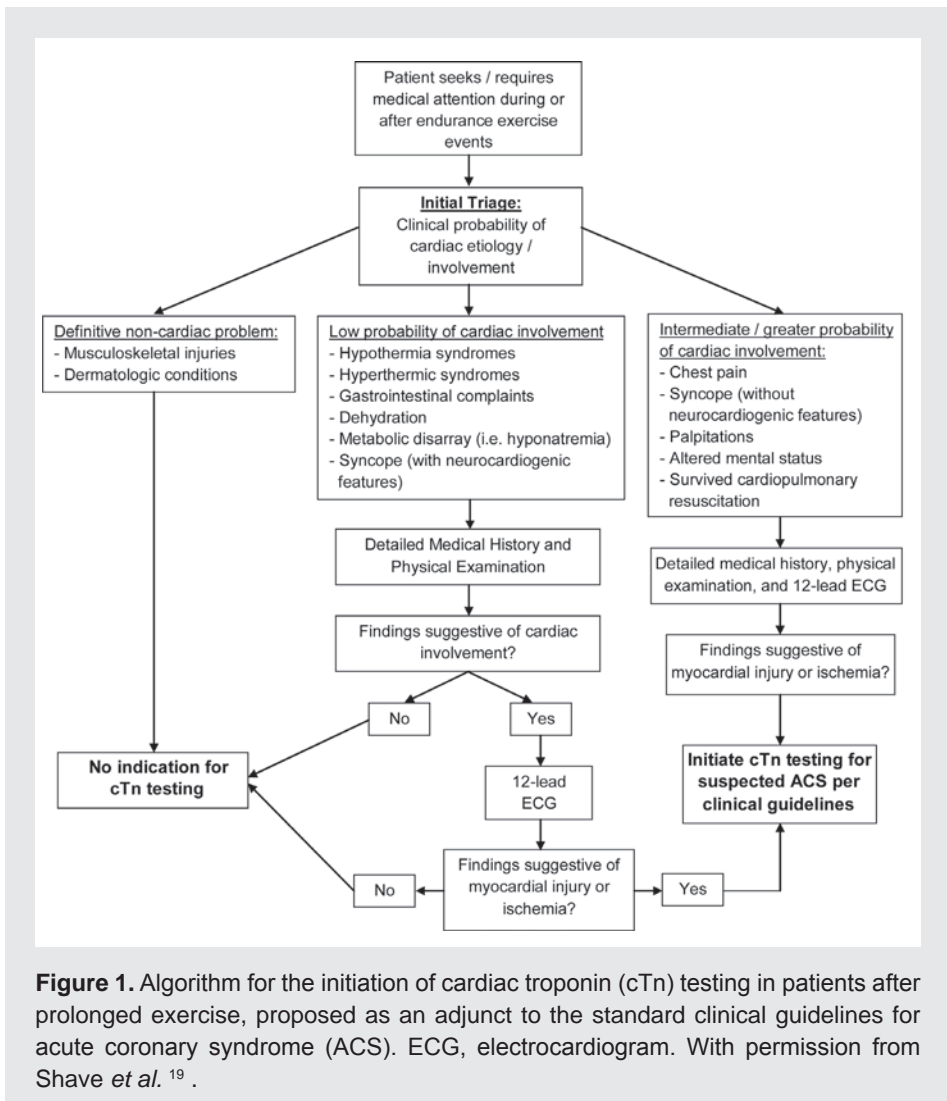 Patient seeks / requires
medical attention during or
after endurance exercise
events
Initial Triage:
Clinical probability of
cardiac etiology /
involvement
Definitive non-cardiac problem:
- Musculoskeletal injuries
- Dermatologic conditions
Low probability of cardiac involvement
- Hypothermia syndromes
- Hyperthermic syndromes
- Gastrointestinal complaints
- Dehydration
- Metabolic disarray (i.e. hyponatremia)
- Syncope (with neurocardiogenic
features)
Intermediate / greater probability
of cardiac involvement:
- Chest pain
- Syncope (without
neurocardiogenic features)
- Palpitations
- Altered mental status
- Survived cardiopulmonary
resuscitation
Detailed Medical History and
Physical Examination
Detailed medical history, physical
examination, and 12-lead ECG
Findings suggestive of cardiac
involvement?
Findings suggestive of
myocardial injury or ischemia?
No
Yes
No indication for
cTn testing
12-lead
ECG
Initiate cTn testing for
suspected ACS per
clinical guidelines
No
Findings suggestive of
myocardial injury or
ischemia?
Yes
Figure 1. Algorithm for the initiation of cardiac troponin (cTn) testing in patients after
prolonged exercise, proposed as an adjunct to the standard clinical guidelines for
acute coronary syndrome (ACS). ECG, electrocardiogram. With permission from
Shave et al. 19 .